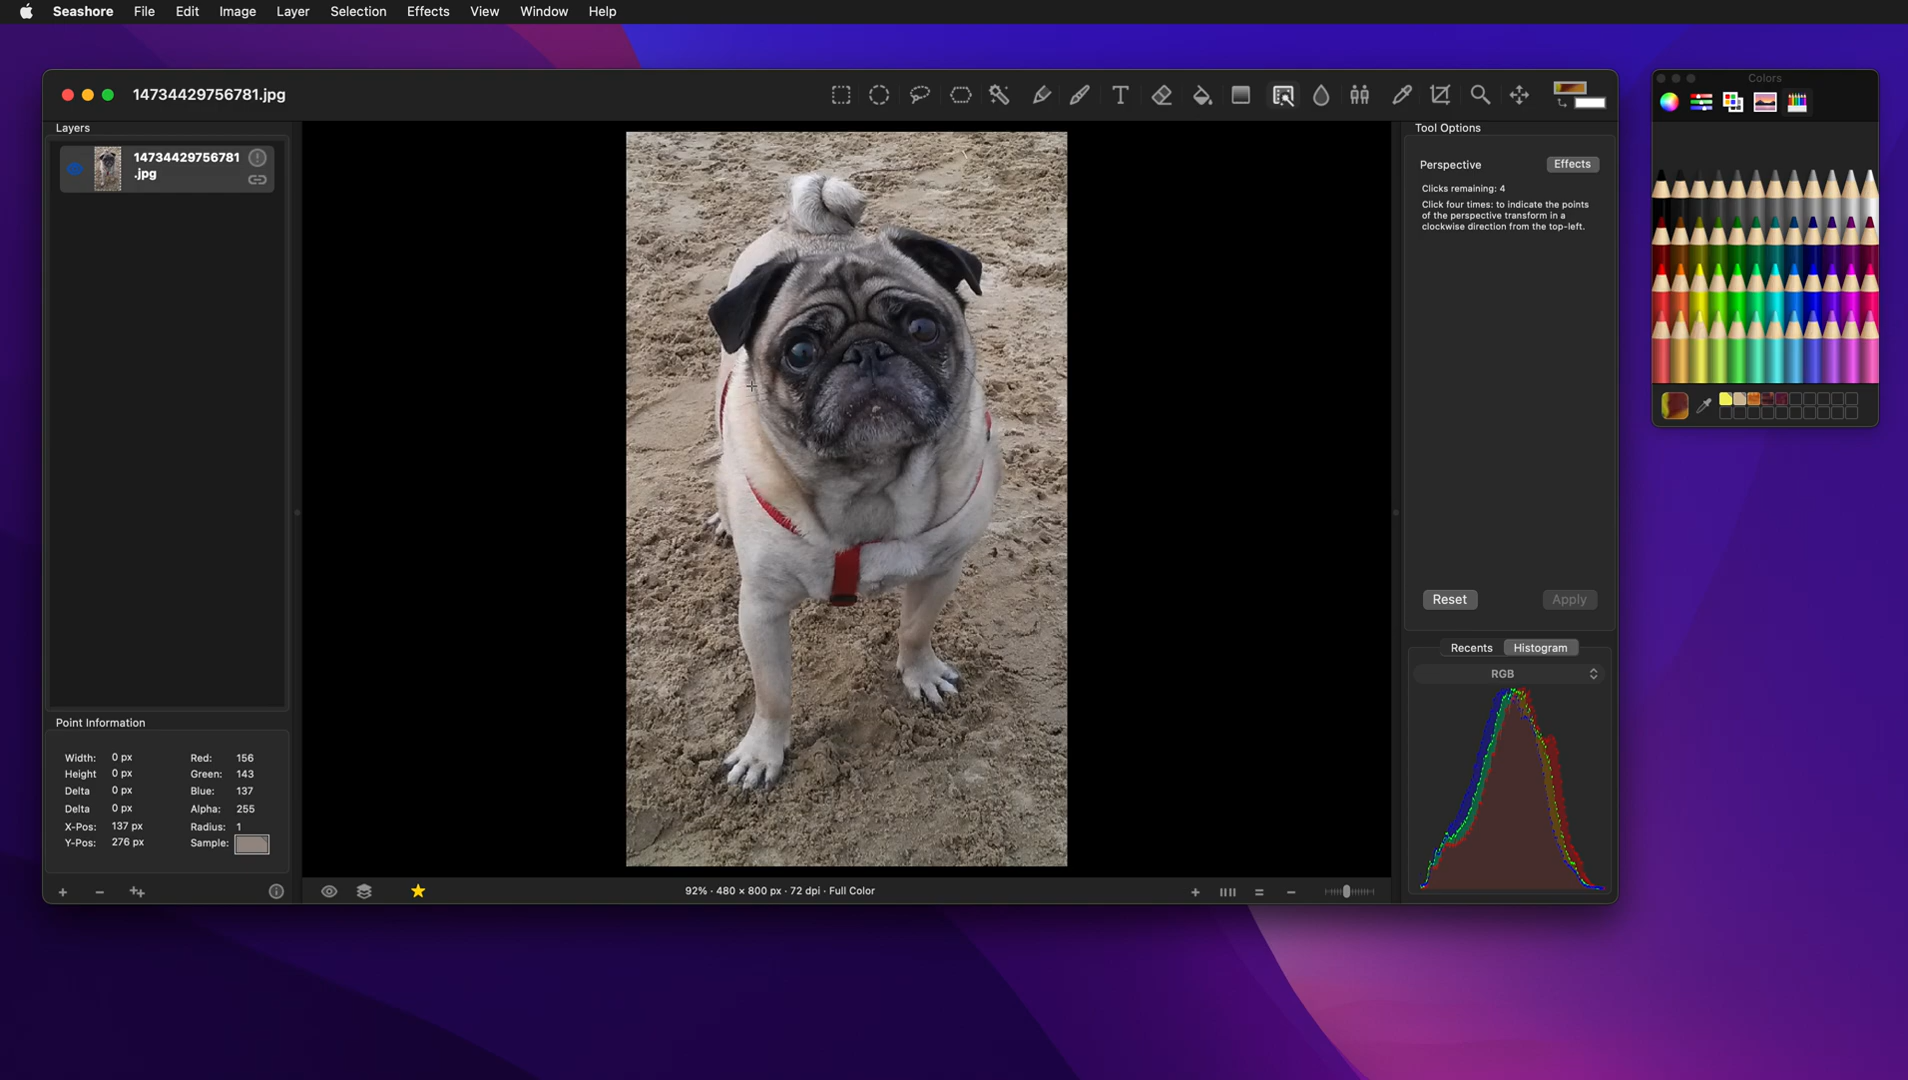 Seashore File Edit Image Layer Selection Effects View Window Help
14734429756781.jpg
Colors
Layers
14734429756781
.jpg
Tool Options
Perspective Effects
Clicks remaining: 4
Click four times: to indicate the points
of the perspective transform in a
clockwise direction from the top-left.
Reset Apply
Recents Histogram
RGB
Point Information
Width: 0 px Red: 156
Height 0 px Green: 143
Delta 0 px Blue: 137
Delta 0 px Alpha: 255
X-Pos: 137 px Radius: 1
Y-Pos: 276 px Sample:
92% · 480 × 800 px · 72 dpi · Full Color